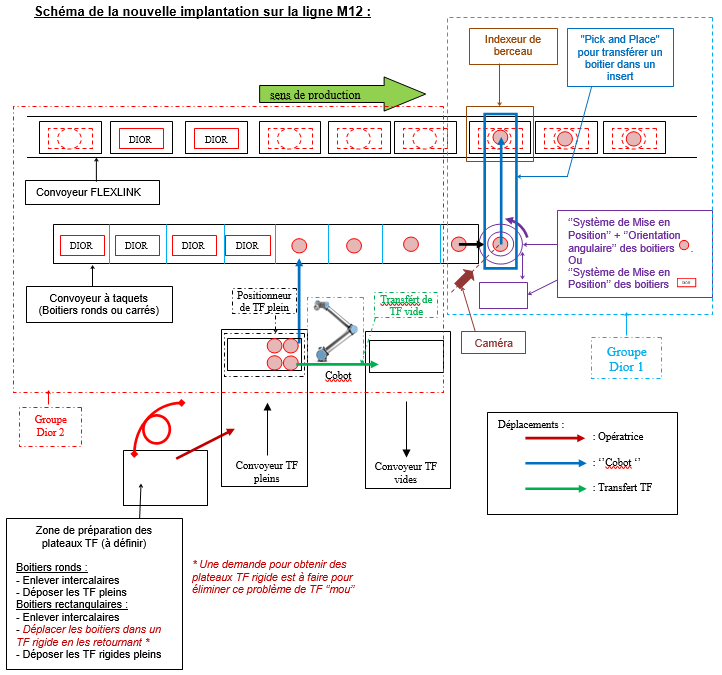 Schéma de la nouvelle implantation sur la ligne M12 :
Indexeur de
berceau
"Pick and Place"
pour transférer un
boitier dans un
insert
sens de production
DIOR
DIOR
Convoyeur FLEXLINK
DIOR
DIOR
DIOR
DIOR
Convoyeur à taquets
(Boitiers ronds ou carrés)
‘’Système de Mise en
Position’’ + ‘’Orientation
angulaire’’ des boitiers .
Ou
‘’Système de Mise en
Position’’ des boitiers DIOR
Positionneur
de TF plein
Transfert de
TF vide
Caméra
Groupe
Dior 1
Cobot
Groupe
Dior 2
Convoyeur TF
pleins
Convoyeur TF
vides
Déplacements :
: Opératrice
: ‘’Cobot ‘’
: Transfert TF
Zone de préparation des
plateaux TF (à définir)
Boitiers ronds :
- Enlever intercalaires
- Déposer les TF pleins
Boitiers rectangulaires :
- Enlever intercalaires
- Déplacer les boitiers dans un
TF rigide en les retournant *
- Déposer les TF rigides pleins
* Une demande pour obtenir des
plateaux TF rigide est à faire pour
éliminer ce problème de TF ‘’mou’’